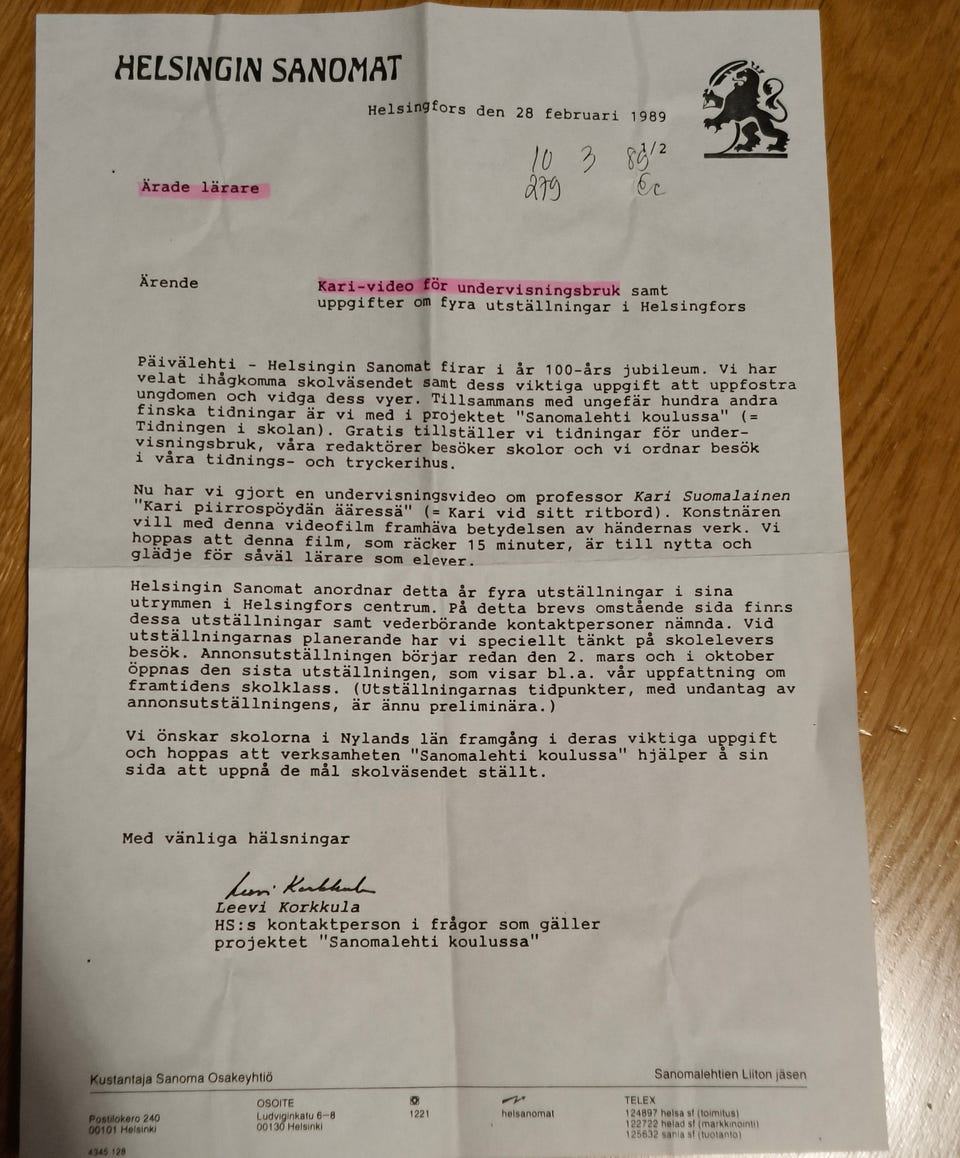 HELSINGIN SANOMAT
Helsingfors den 28 februari 1989
1/2
10 3 89
279
Ärade lärare
Ärende
Kari-video för undervisningsbruk samt
uppgifter om fyra utställningar i Helsingfors
Päivälehti - Helsingin Sanomat firar i år 100-års jubileum. Vi har
velat ihågkomma skolväsendet samt dess viktiga uppgift att uppfostra
ungdomen och vidga dess vyer. Tillsammans med ungefär hundra andra
finska tidningar är vi med i projektet "Sanomalehti koulussa" (=
Tidningen i skolan). Gratis tillställer vi tidningar för under-
visningsbruk, våra redaktörer besöker skolor och vi ordnar besök
i våra tidnings- och tryckerihus.
Nu har vi gjort en undervisningsvideo om professor Kari Suomalainen
"Kari piirrospöydän ääressä" (= Kari vid sitt ritbord). Konstnären
vill med denna videofilm framhäva betydelsen av händernas verk. Vi
hoppas att denna film, som räcker 15 minuter, är till nytta och
glädje för såväl lärare som elever.
Helsingin Sanomat anordnar detta år fyra utställningar i sina
utrymmen i Helsingfors centrum. På detta brevs omstående sida finns
dessa utställningar samt vederbörande kontaktpersoner nämnda. Vid
utställningarnas planerande har vi speciellt tänkt på skolelevers
besök. Annonsutställningen börjar redan den 2. mars och i oktober
öppnas den sista utställningen, som visar bl.a. vår uppfattning om
framtidens skolklass. (Utställningarnas tidpunkter, med undantag av
annonsutställningens, är ännu preliminära.)
Vi önskar skolorna i Nylands län framgång i deras viktiga uppgift
och hoppas att verksamheten "Sanomalehti koulussa" hjälper å sin
sida att uppnå de mål skolväsendet ställt.
Med vänliga hälsningar
Leevi Korkkula
Leevi Korkkula
HS:s kontaktperson i frågor som gäller
projektet "Sanomalehti koulussa"
Kustantaja Sanoma Osakeyhtiö
Sanomalehtien Liiton jäsen
Postilokero 240
00101 Helsinki
OSOITE
Ludviginkatu 6-8
00130 Helsinki
1221
helsanomat
TELEX
124897 helsa sf (toimitus)
122722 helad sf (markkinointi)
125632 sanla sf (tuotanto)
4345 128